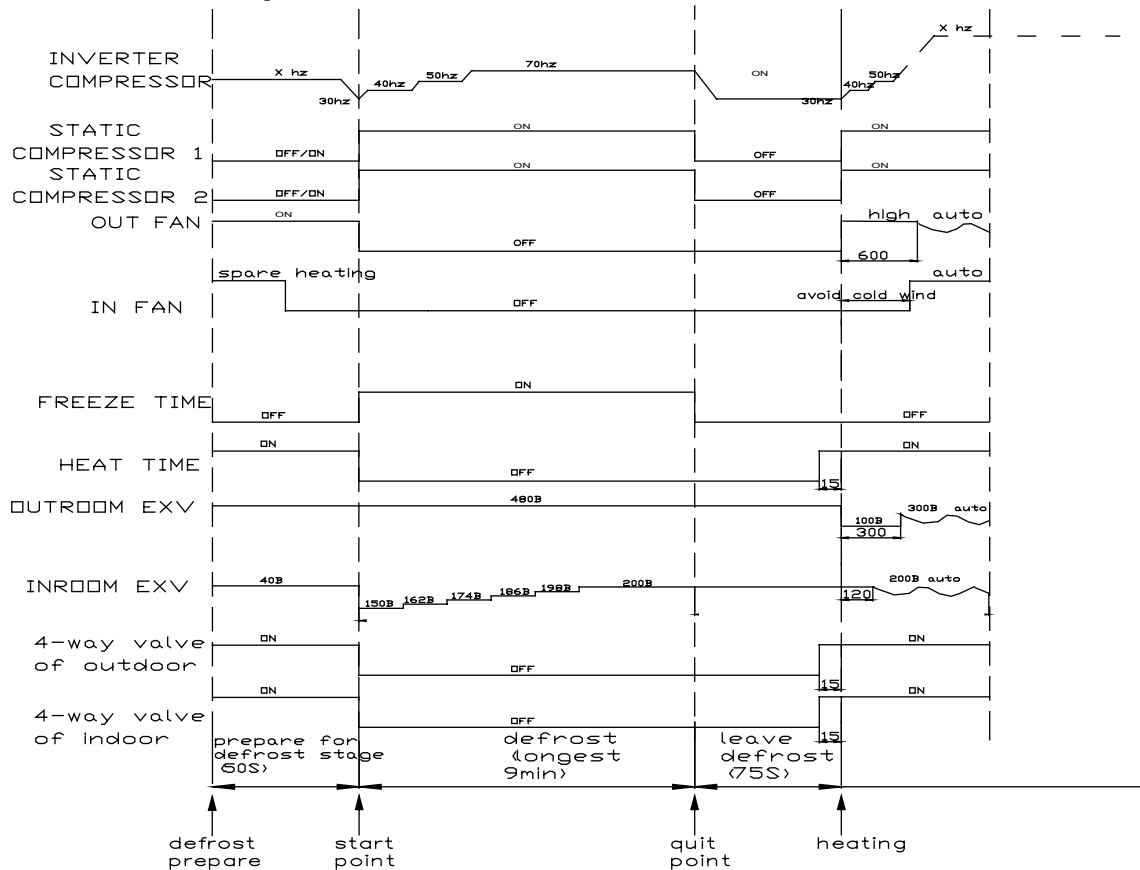 INVERTER
COMPRESSOR
X hz
30hz
40hz
50hz
70hz
ON
30hz
40hz
50hz
X hz
STATIC
COMPRESSOR 1
OFF/ON
ON
OFF
ON
STATIC
COMPRESSOR 2
OFF/ON
ON
OFF
ON
OUT FAN
ON
OFF
high auto
600
IN FAN
spare heating
OFF
avoid cold wind
auto
FREEZE TIME
OFF
ON
OFF
HEAT TIME
ON
OFF
15
ON
OUTROOM EXV
480B
100B
300
300B auto
INROOM EXV
40B
150B
162B
174B
186B
198B
200B
120
200B auto
4-way valve
of outdoor
ON
OFF
15
ON
4-way valve
of indoor
ON
OFF
15
ON
prepare for
defrost stage
(50S)
defrost
(longest
9min)
leave
defrost
(75S)
defrost
prepare
start
point
quit
point
heating